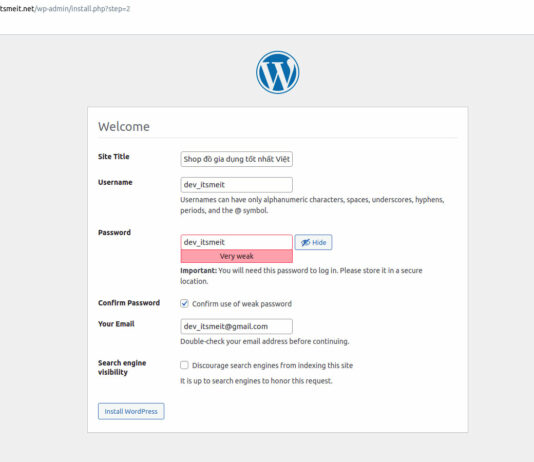 tsmeit.net/wp-admin/install.php?step=2
Welcome
Site Title
Shop đồ gia dụng tốt nhất Việt
Username
dev_itsmeit
Usernames can have only alphanumeric characters, spaces, underscores, hyphens,
periods, and the @ symbol.
Password
dev_itsmeit
Hide
Very weak
Important: You will need this password to log in. Please store it in a secure
location.
Confirm Password
Confirm use of weak password
Your Email
dev_itsmeit@gmail.com
Double-check your email address before continuing.
Search engine
visibility
Discourage search engines from indexing this site
It is up to search engines to honor this request.
Install WordPress